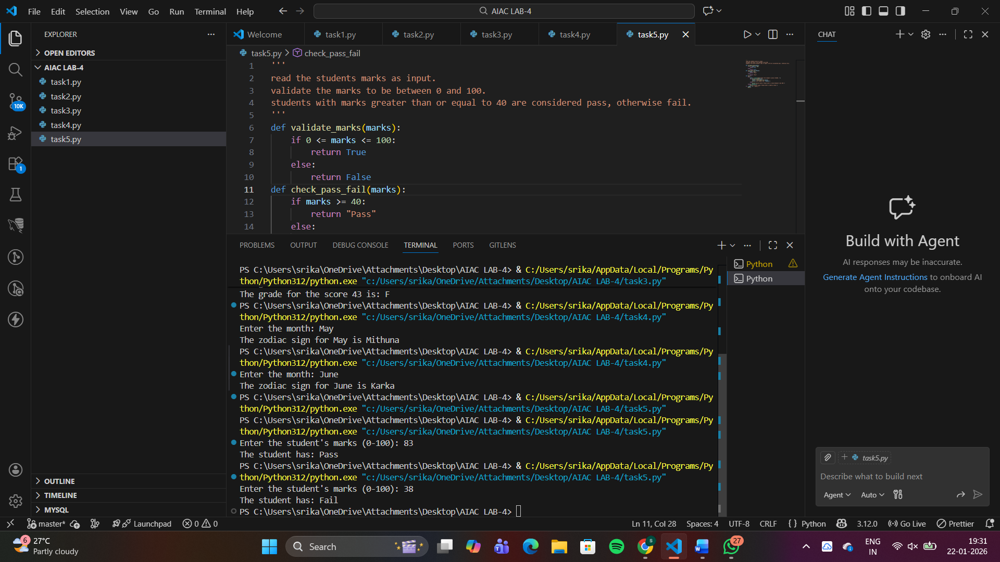 File Edit Selection View Go Run Terminal Help
AIAC LAB-4
EXPLORER
OPEN EDITORS
AIAC LAB-4
task1.py
task2.py
task3.py
task4.py
task5.py
10K
1
OUTLINE
TIMELINE
MYSQL
Welcome task1.py task2.py task3.py task4.py task5.py
task5.py > check_pass_fail
1 '''
2 read the students marks as input.
3 validate the marks to be between 0 and 100.
4 students with marks greater than or equal to 40 are considered pass, otherwise fail.
5 '''
6 def validate_marks(marks):
7 if 0 <= marks <= 100:
8 return True
9 else:
10 return False
11 def check_pass_fail(marks):
12 if marks >= 40:
13 return "Pass"
14 else:
PROBLEMS OUTPUT DEBUG CONSOLE TERMINAL PORTS GITLENS
PS C:\Users\srika\OneDrive\Attachments\Desktop\AIAC LAB-4> & C:/Users/srika/AppData/Local/Programs/Py
thon/Python312/python.exe "c:/Users/srika/OneDrive/Attachments/Desktop/AIAC LAB-4/task3.py"
The grade for the score 43 is: F
PS C:\Users\srika\OneDrive\Attachments\Desktop\AIAC LAB-4> & C:/Users/srika/AppData/Local/Programs/Py
thon/Python312/python.exe "c:/Users/srika/OneDrive/Attachments/Desktop/AIAC LAB-4/task4.py"
Enter the month: May
The zodiac sign for May is Mithuna
PS C:\Users\srika\OneDrive\Attachments\Desktop\AIAC LAB-4> & C:/Users/srika/AppData/Local/Programs/Py
thon/Python312/python.exe "c:/Users/srika/OneDrive/Attachments/Desktop/AIAC LAB-4/task4.py"
Enter the month: June
The zodiac sign for June is Karka
PS C:\Users\srika\OneDrive\Attachments\Desktop\AIAC LAB-4> & C:/Users/srika/AppData/Local/Programs/Py
thon/Python312/python.exe "c:/Users/srika/OneDrive/Attachments/Desktop/AIAC LAB-4/task5.py"
PS C:\Users\srika\OneDrive\Attachments\Desktop\AIAC LAB-4> & C:/Users/srika/AppData/Local/Programs/Py
thon/Python312/python.exe "c:/Users/srika/OneDrive/Attachments/Desktop/AIAC LAB-4/task5.py"
Enter the student's marks (0-100): 83
The student has: Pass
PS C:\Users\srika\OneDrive\Attachments\Desktop\AIAC LAB-4> & C:/Users/srika/AppData/Local/Programs/Py
thon/Python312/python.exe "c:/Users/srika/OneDrive/Attachments/Desktop/AIAC LAB-4/task5.py"
Enter the student's marks (0-100): 38
The student has: Fail
PS C:\Users\srika\OneDrive\Attachments\Desktop\AIAC LAB-4>
Python
Python
CHAT
Build with Agent
AI responses may be inaccurate.
Generate Agent Instructions to onboard AI
onto your codebase.
task5.py
Describe what to build next
Agent Auto
master* Launchpad 0 0 Ln 11, Col 28 Spaces: 4 UTF-8 CRLF {} Python 3.12.0 Go Live Prettier
6
27°C
Partly cloudy
Search
27
ENG
IN
19:31
22-01-2026